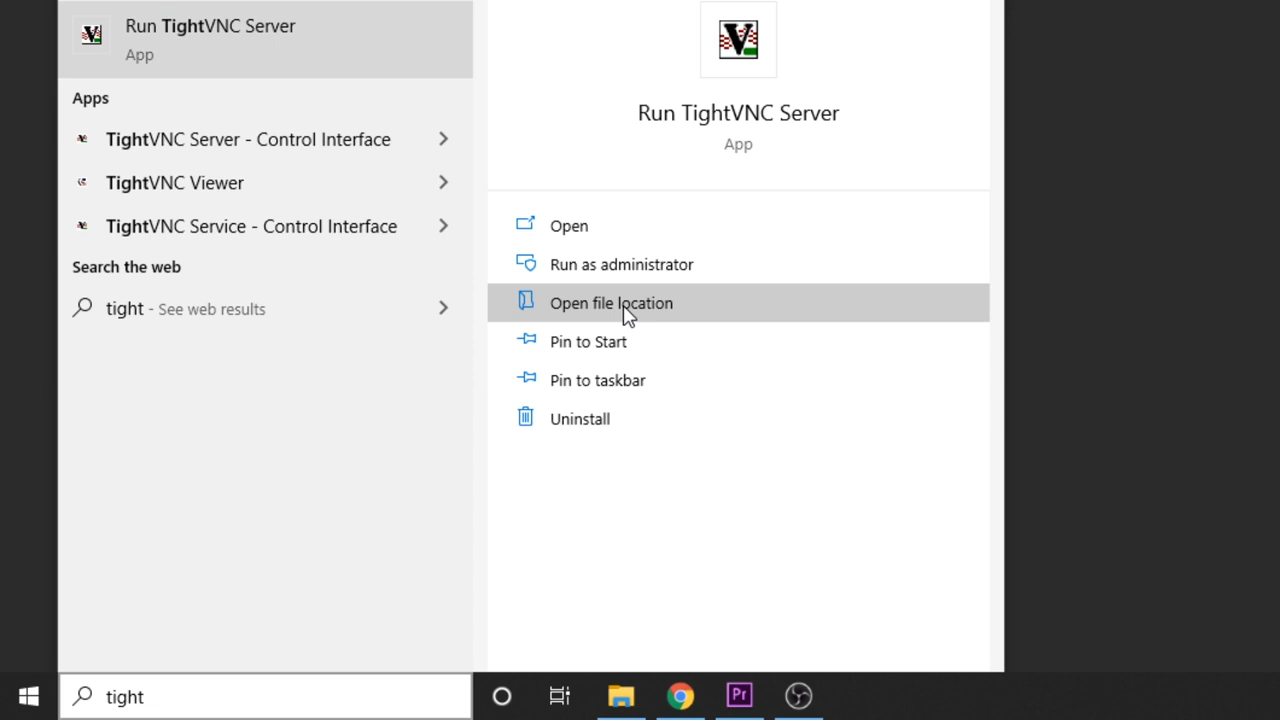 Run TightVNC Server
App
Apps
TightVNC Server - Control Interface
TightVNC Viewer
TightVNC Service - Control Interface
Search the web
tight - See web results
V
Run TightVNC Server
App
Open
Run as administrator
Open file location
Pin to Start
Pin to taskbar
Uninstall
tight
Pr